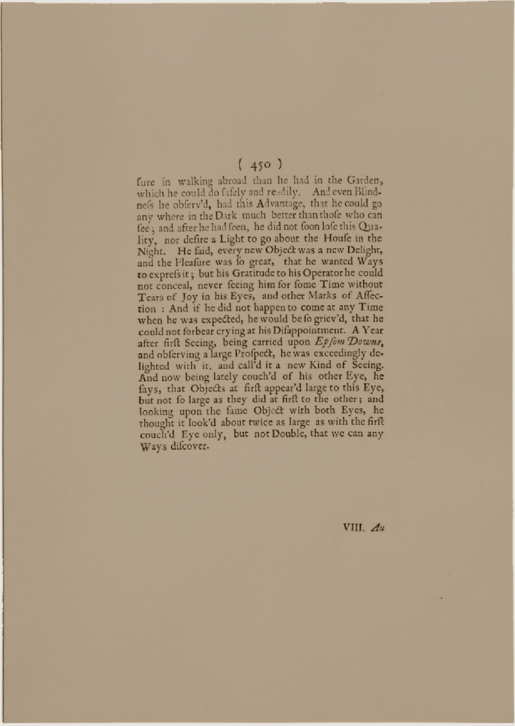 ( 450 )
ſure in walking abroad than he had in the Garden,
which he could do ſafely and readily. And even Blind-
neſs he obſerv'd, had this Advantage, that he could go
any where in the Dark much better than thoſe who can
ſee; and after he had ſeen, he did not ſoon loſe this Qua-
lity, nor deſire a Light to go about the Houſe in the
Night. He ſaid, every new Object was a new Delight,
and the Pleaſure was ſo great, that he wanted Ways
to expreſs it; but his Gratitude to his Operator he could
not conceal, never ſeeing him for ſome Time without
Tears of Joy in his Eyes, and other Marks of Affec-
tion : And if he did not happen to come at any Time
when he was expected, he would be ſo griev'd, that he
could not forbear crying at his Diſappointment. A Year
after firſt Seeing, being carried upon Epſom Downs,
and obſerving a large Proſpect, he was exceedingly de-
lighted with it, and call'd it a new Kind of Seeing.
And now being lately couch'd of his other Eye, he
ſays, that Objects at firſt appear'd large to this Eye,
but not ſo large as they did at firſt to the other; and
looking upon the ſame Object with both Eyes, he
thought it look'd about twice as large as with the firſt
couch'd Eye only, but not Double, that we can any
Ways diſcover.
VIII. An